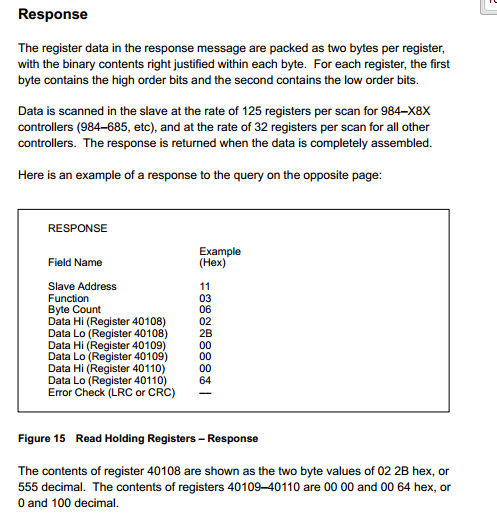 Response
The register data in the response message are packed as two bytes per register,
with the binary contents right justified within each byte. For each register, the first
byte contains the high order bits and the second contains the low order bits.
Data is scanned in the slave at the rate of 125 registers per scan for 984–X8X
controllers (984–685, etc), and at the rate of 32 registers per scan for all other
controllers. The response is returned when the data is completely assembled.
Here is an example of a response to the query on the opposite page:
RESPONSE
Example
Field Name (Hex)
Slave Address 11
Function 03
Byte Count 06
Data Hi (Register 40108) 02
Data Lo (Register 40108) 2B
Data Hi (Register 40109) 00
Data Lo (Register 40109) 00
Data Hi (Register 40110) 00
Data Lo (Register 40110) 64
Error Check (LRC or CRC) —
Figure 15 Read Holding Registers – Response
The contents of register 40108 are shown as the two byte values of 02 2B hex, or
555 decimal. The contents of registers 40109–40110 are 00 00 and 00 64 hex, or
0 and 100 decimal.